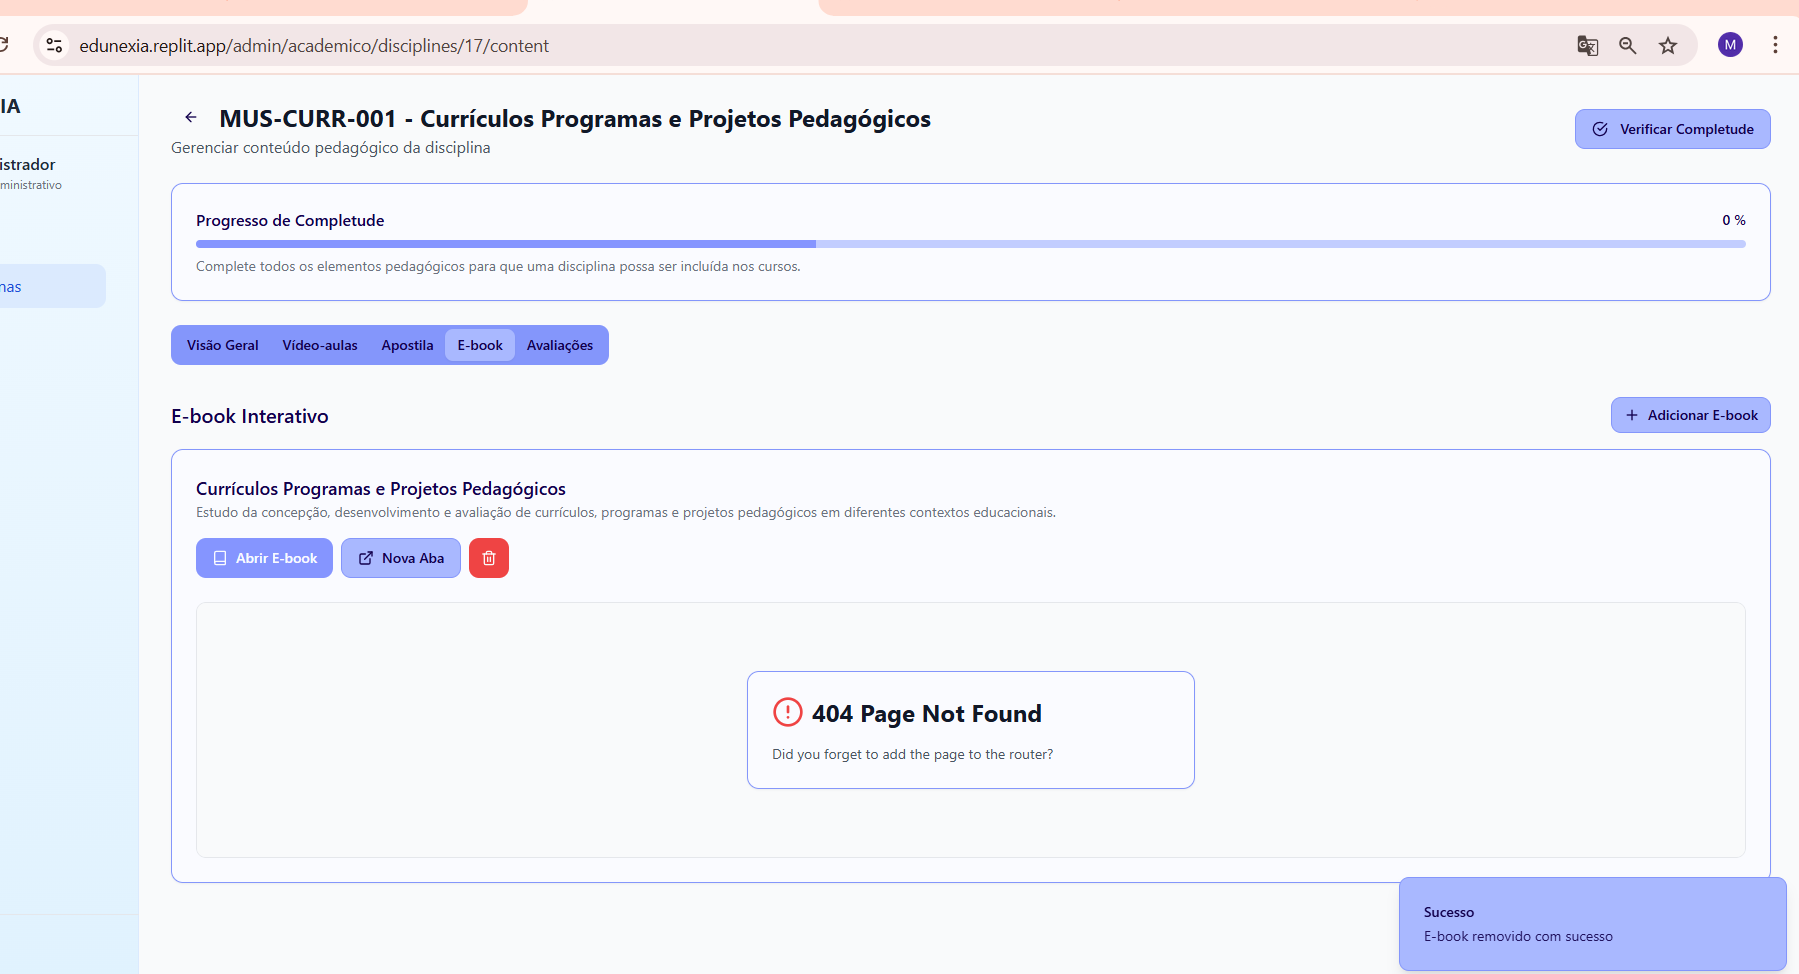 edunexia.replit.app/admin/academico/disciplines/17/content
M
IA
istrador
ministrativo
nas
MUS-CURR-001 - Currículos Programas e Projetos Pedagógicos
Gerenciar conteúdo pedagógico da disciplina
Verificar Completude
Progresso de Completude
0 %
Complete todos os elementos pedagógicos para que uma disciplina possa ser incluída nos cursos.
Visão Geral Vídeo-aulas Apostila E-book Avaliações
E-book Interativo
+ Adicionar E-book
Currículos Programas e Projetos Pedagógicos
Estudo da concepção, desenvolvimento e avaliação de currículos, programas e projetos pedagógicos em diferentes contextos educacionais.
Abrir E-book Nova Aba
404 Page Not Found
Did you forget to add the page to the router?
Sucesso
E-book removido com sucesso